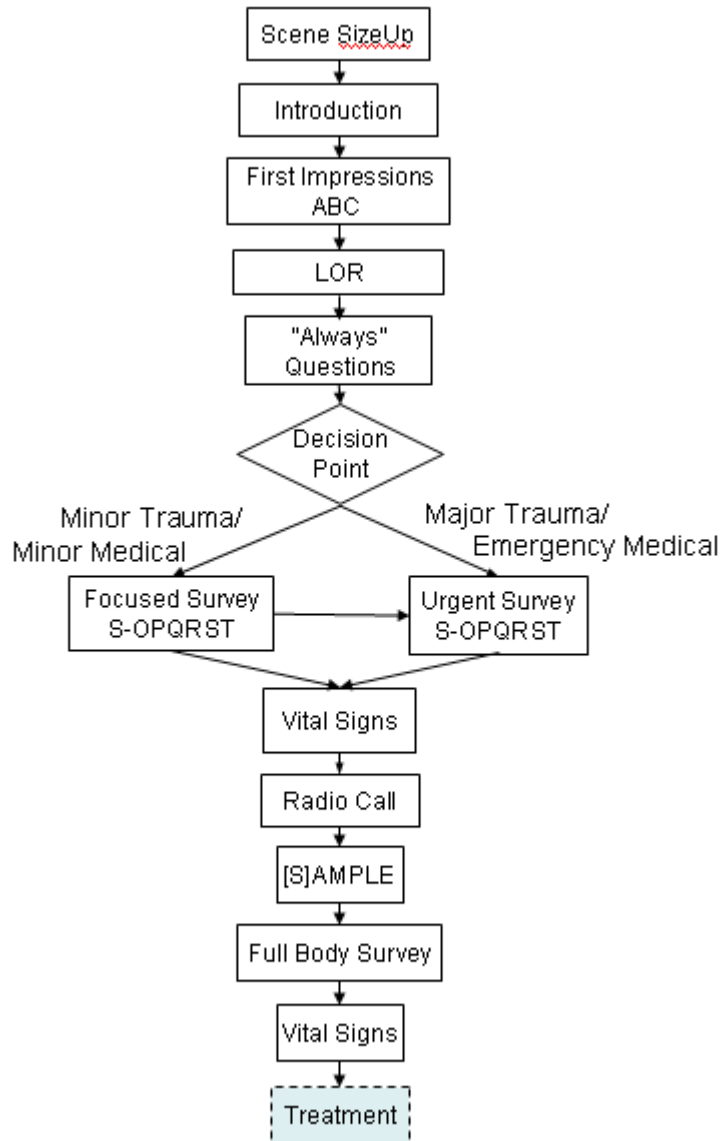 Scene SizeUp
Introduction
First Impressions
ABC
LOR
"Always"
Questions
Decision
Point
Minor Trauma/
Minor Medical
Major Trauma/
Emergency Medical
Focused Survey
S-OPQRST
Urgent Survey
S-OPQRST
Vital Signs
Radio Call
[S]AMPLE
Full Body Survey
Vital Signs
Treatment